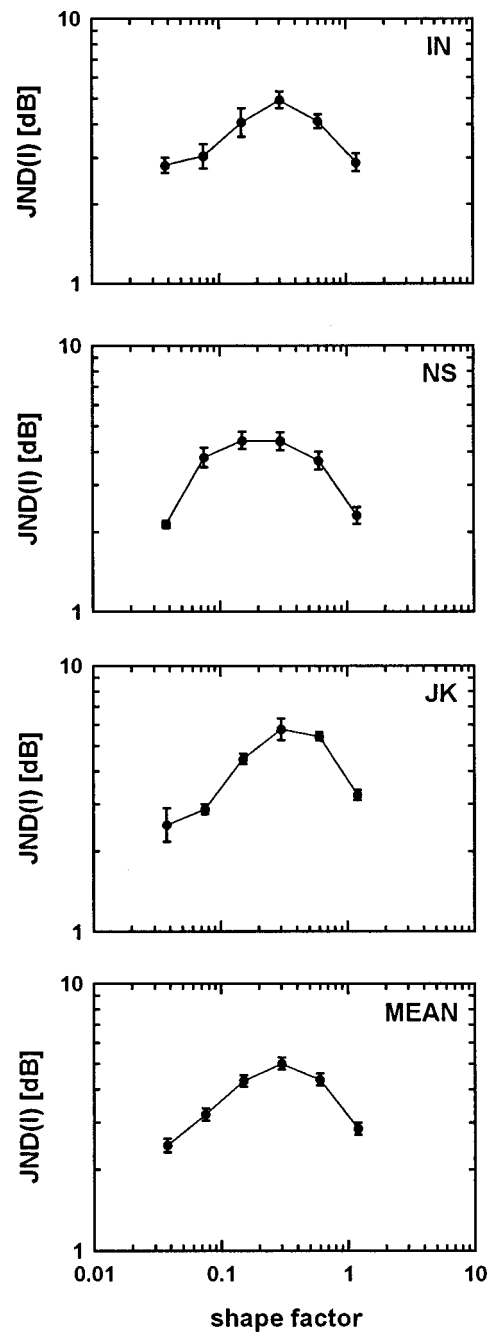 10
IN
JND(I) [dB]
1
10
NS
JND(I) [dB]
1
10
JK
JND(I) [dB]
1
10
MEAN
JND(I) [dB]
1
0.01 0.1 1 10
shape factor